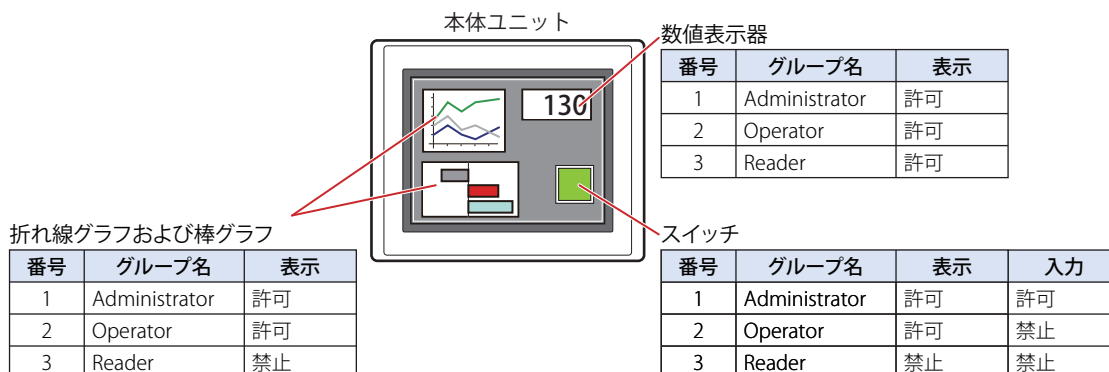 本体ユニット
数値表示器
番号 グループ名 表示
1 Administrator 許可
2 Operator 許可
3 Reader 許可
130
折れ線グラフおよび棒グラフ
番号 グループ名 表示
1 Administrator 許可
2 Operator 許可
3 Reader 禁止
スイッチ
番号 グループ名 表示 入力
1 Administrator 許可 許可
2 Operator 許可 禁止
3 Reader 禁止 禁止